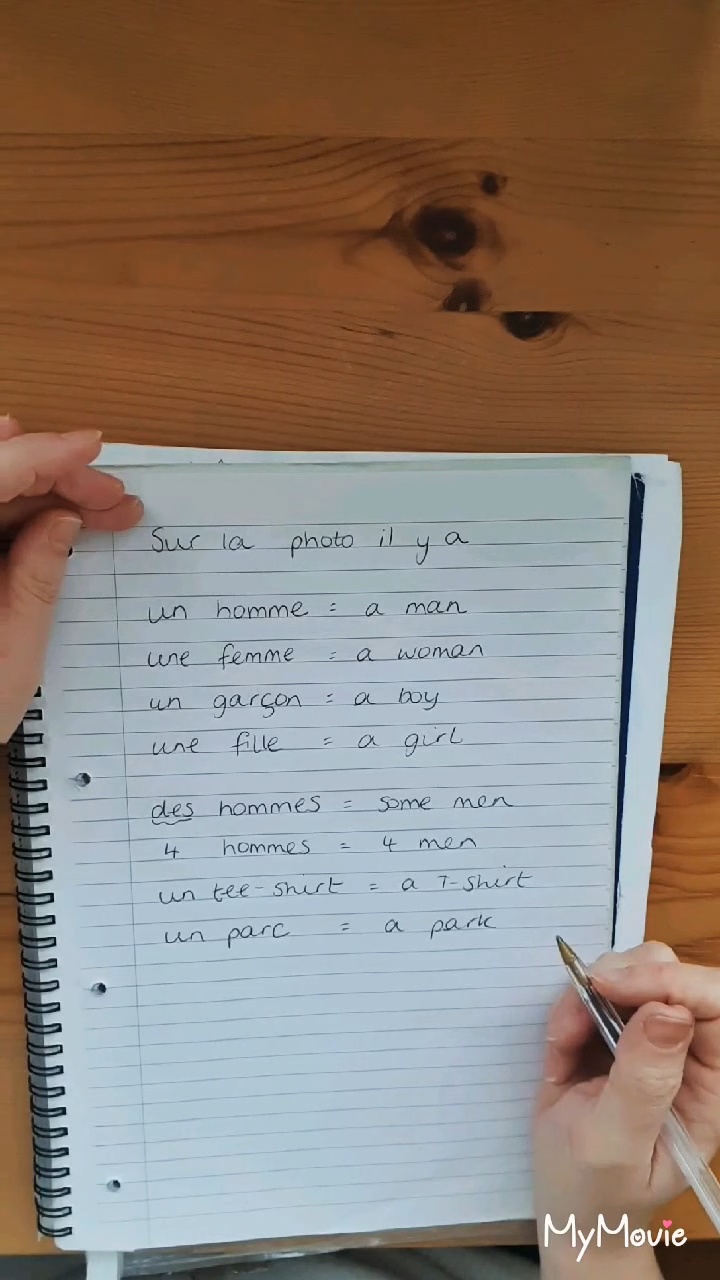 Sur la photo il y a
un homme = a man
une femme = a woman
un garçon = a boy
une fille = a girl
des hommes = some men
4 hommes = 4 men
un tee-shirt = a T-shirt
un parc = a park
MyMovie